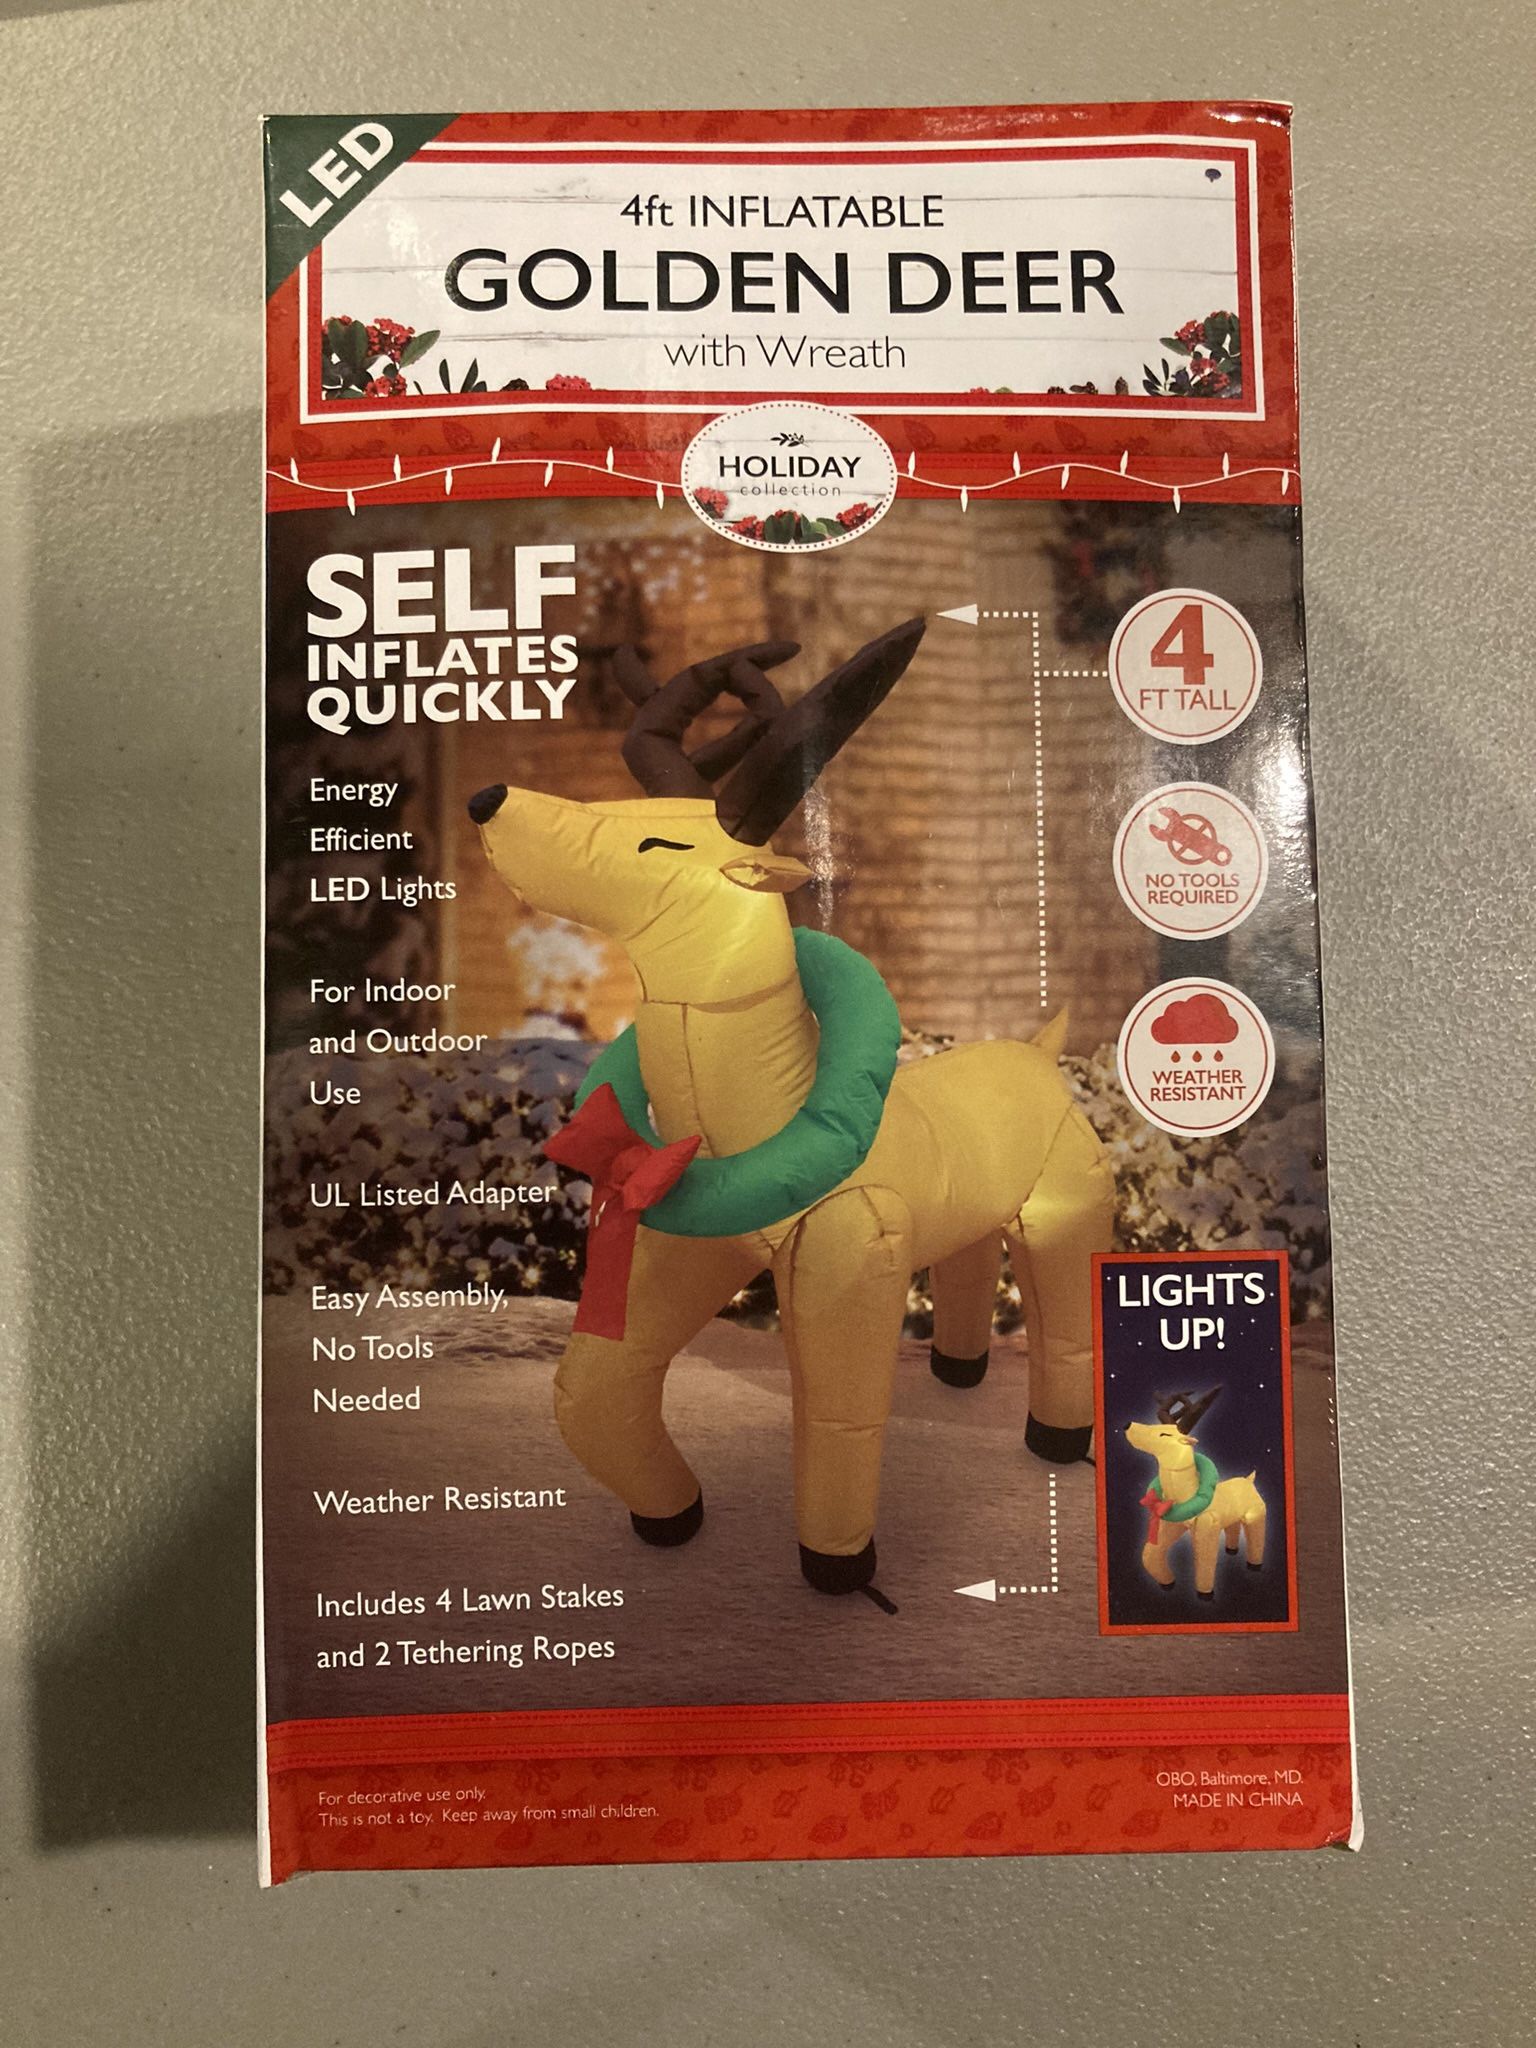 LED
4ft INFLATABLE
GOLDEN DEER
with Wreath
HOLIDAY
collection
SELF
INFLATES
QUICKLY
4
FT TALL
Energy
Efficient
LED Lights
NO TOOLS
REQUIRED
For Indoor
and Outdoor
Use
WEATHER
RESISTANT
UL Listed Adapter
Easy Assembly,
No Tools
Needed
LIGHTS
UP!
Weather Resistant
Includes 4 Lawn Stakes
and 2 Tethering Ropes
For decorative use only.
This is not a toy. Keep away from small children.
OBO, Baltimore, MD.
MADE IN CHINA